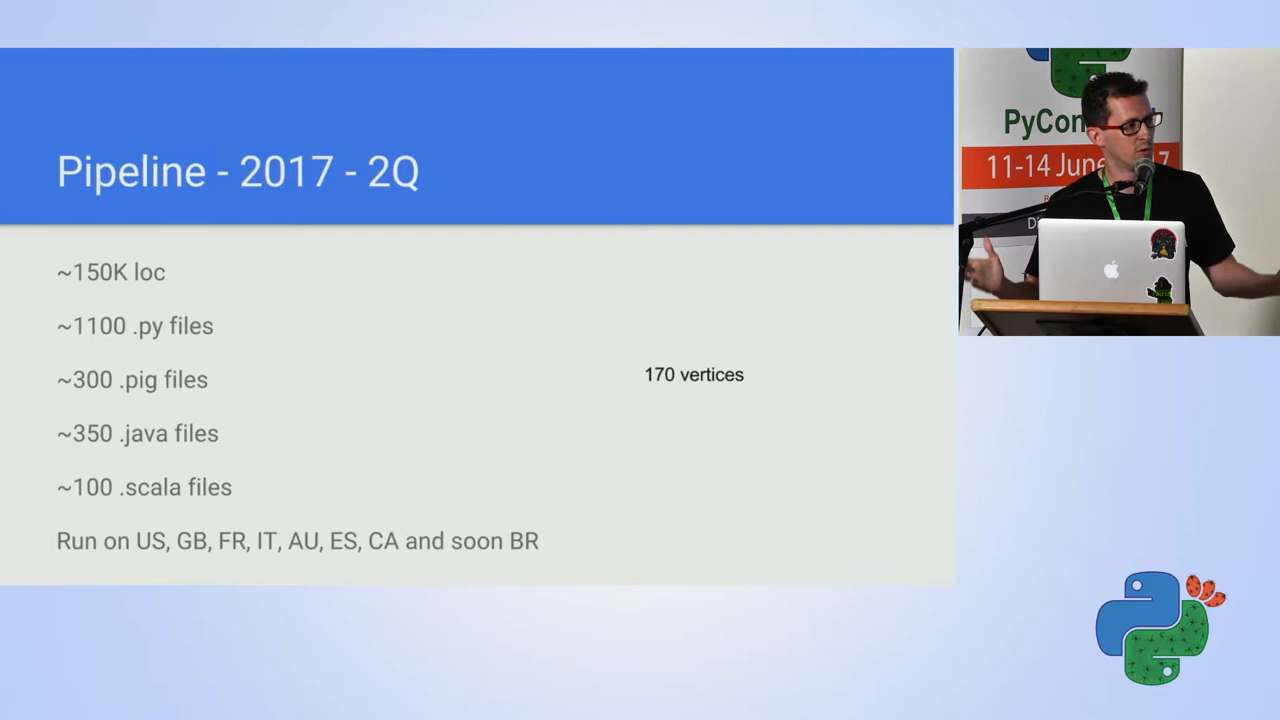 Pipeline - 2017 - 2Q
~150K loc
~1100 .py files
~300 .pig files
~350 .java files
~100 .scala files
Run on US, GB, FR, IT, AU, ES, CA and soon BR
170 vertices
PyCon
11-14 June 7